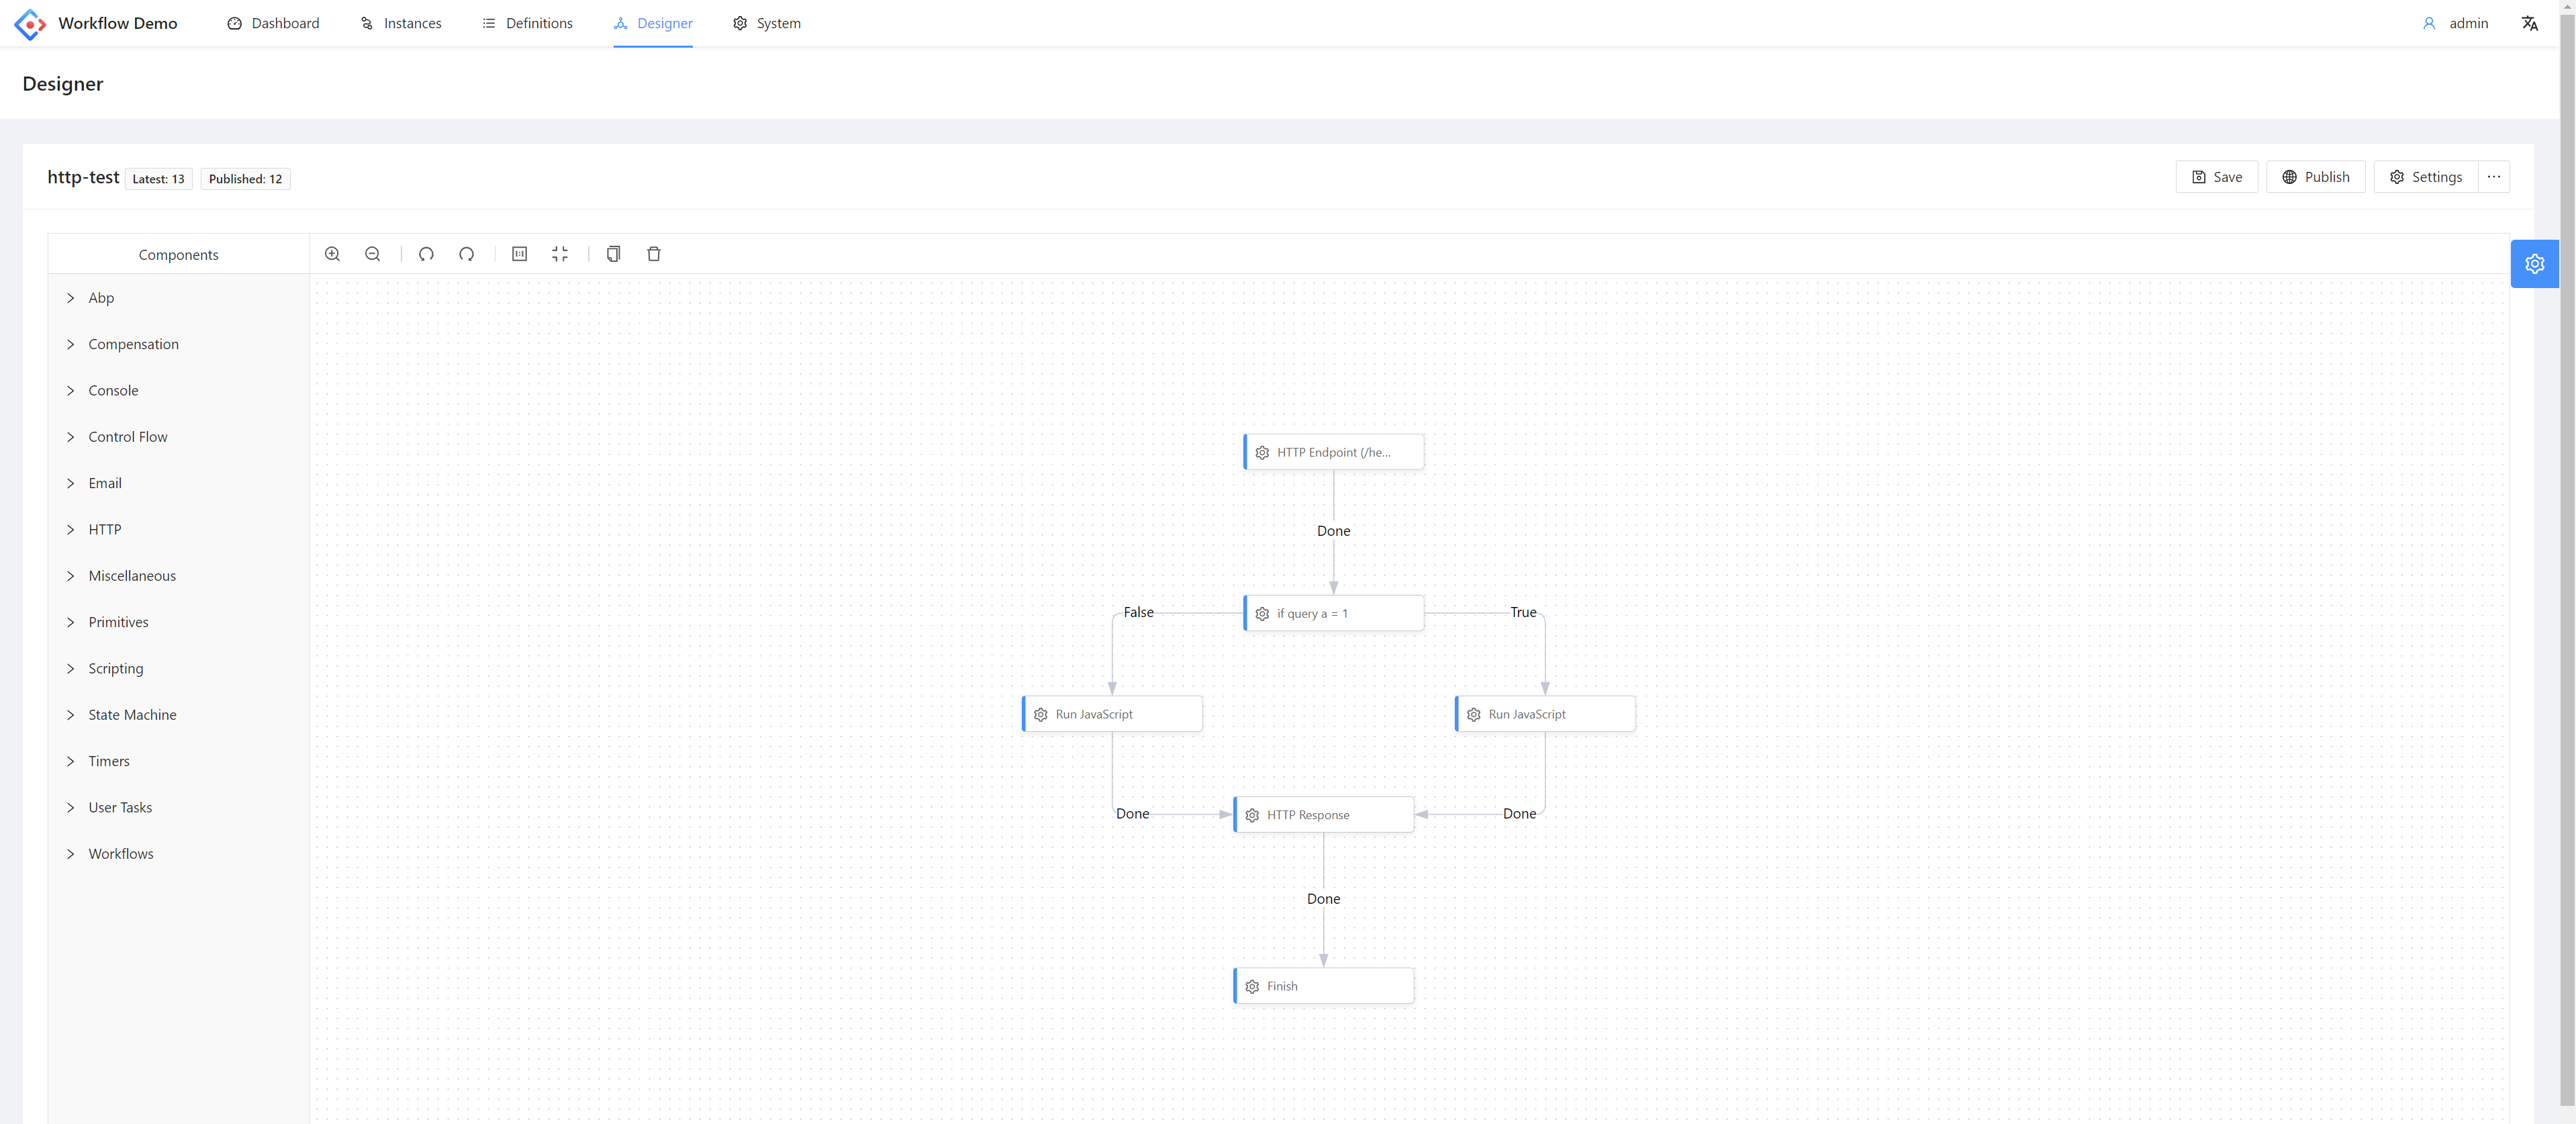 Workflow Demo
Dashboard
Instances
Definitions
Designer
System
admin
Designer
http-test
Latest: 13
Published: 12
Save
Publish
Settings
Components
Abp
Compensation
Console
Control Flow
Email
HTTP
Miscellaneous
Primitives
Scripting
State Machine
Timers
User Tasks
Workflows
HTTP Endpoint (/he...
Done
False
if query a = 1
True
Run JavaScript
Run JavaScript
Done
HTTP Response
Done
Done
Finish